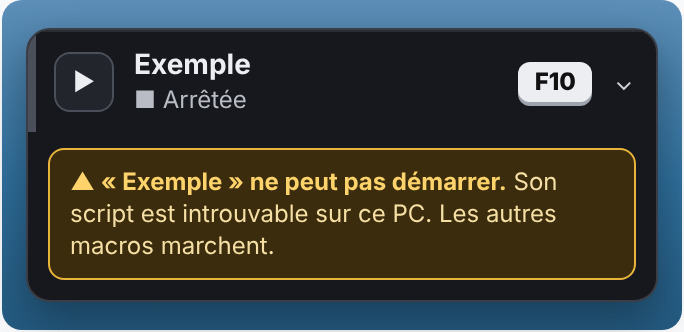 Exemple
Arrêtée
F10
« Exemple » ne peut pas démarrer. Son
script est introuvable sur ce PC. Les autres
macros marchent.